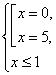 x = 0,
x = 5,
x ≤ 1